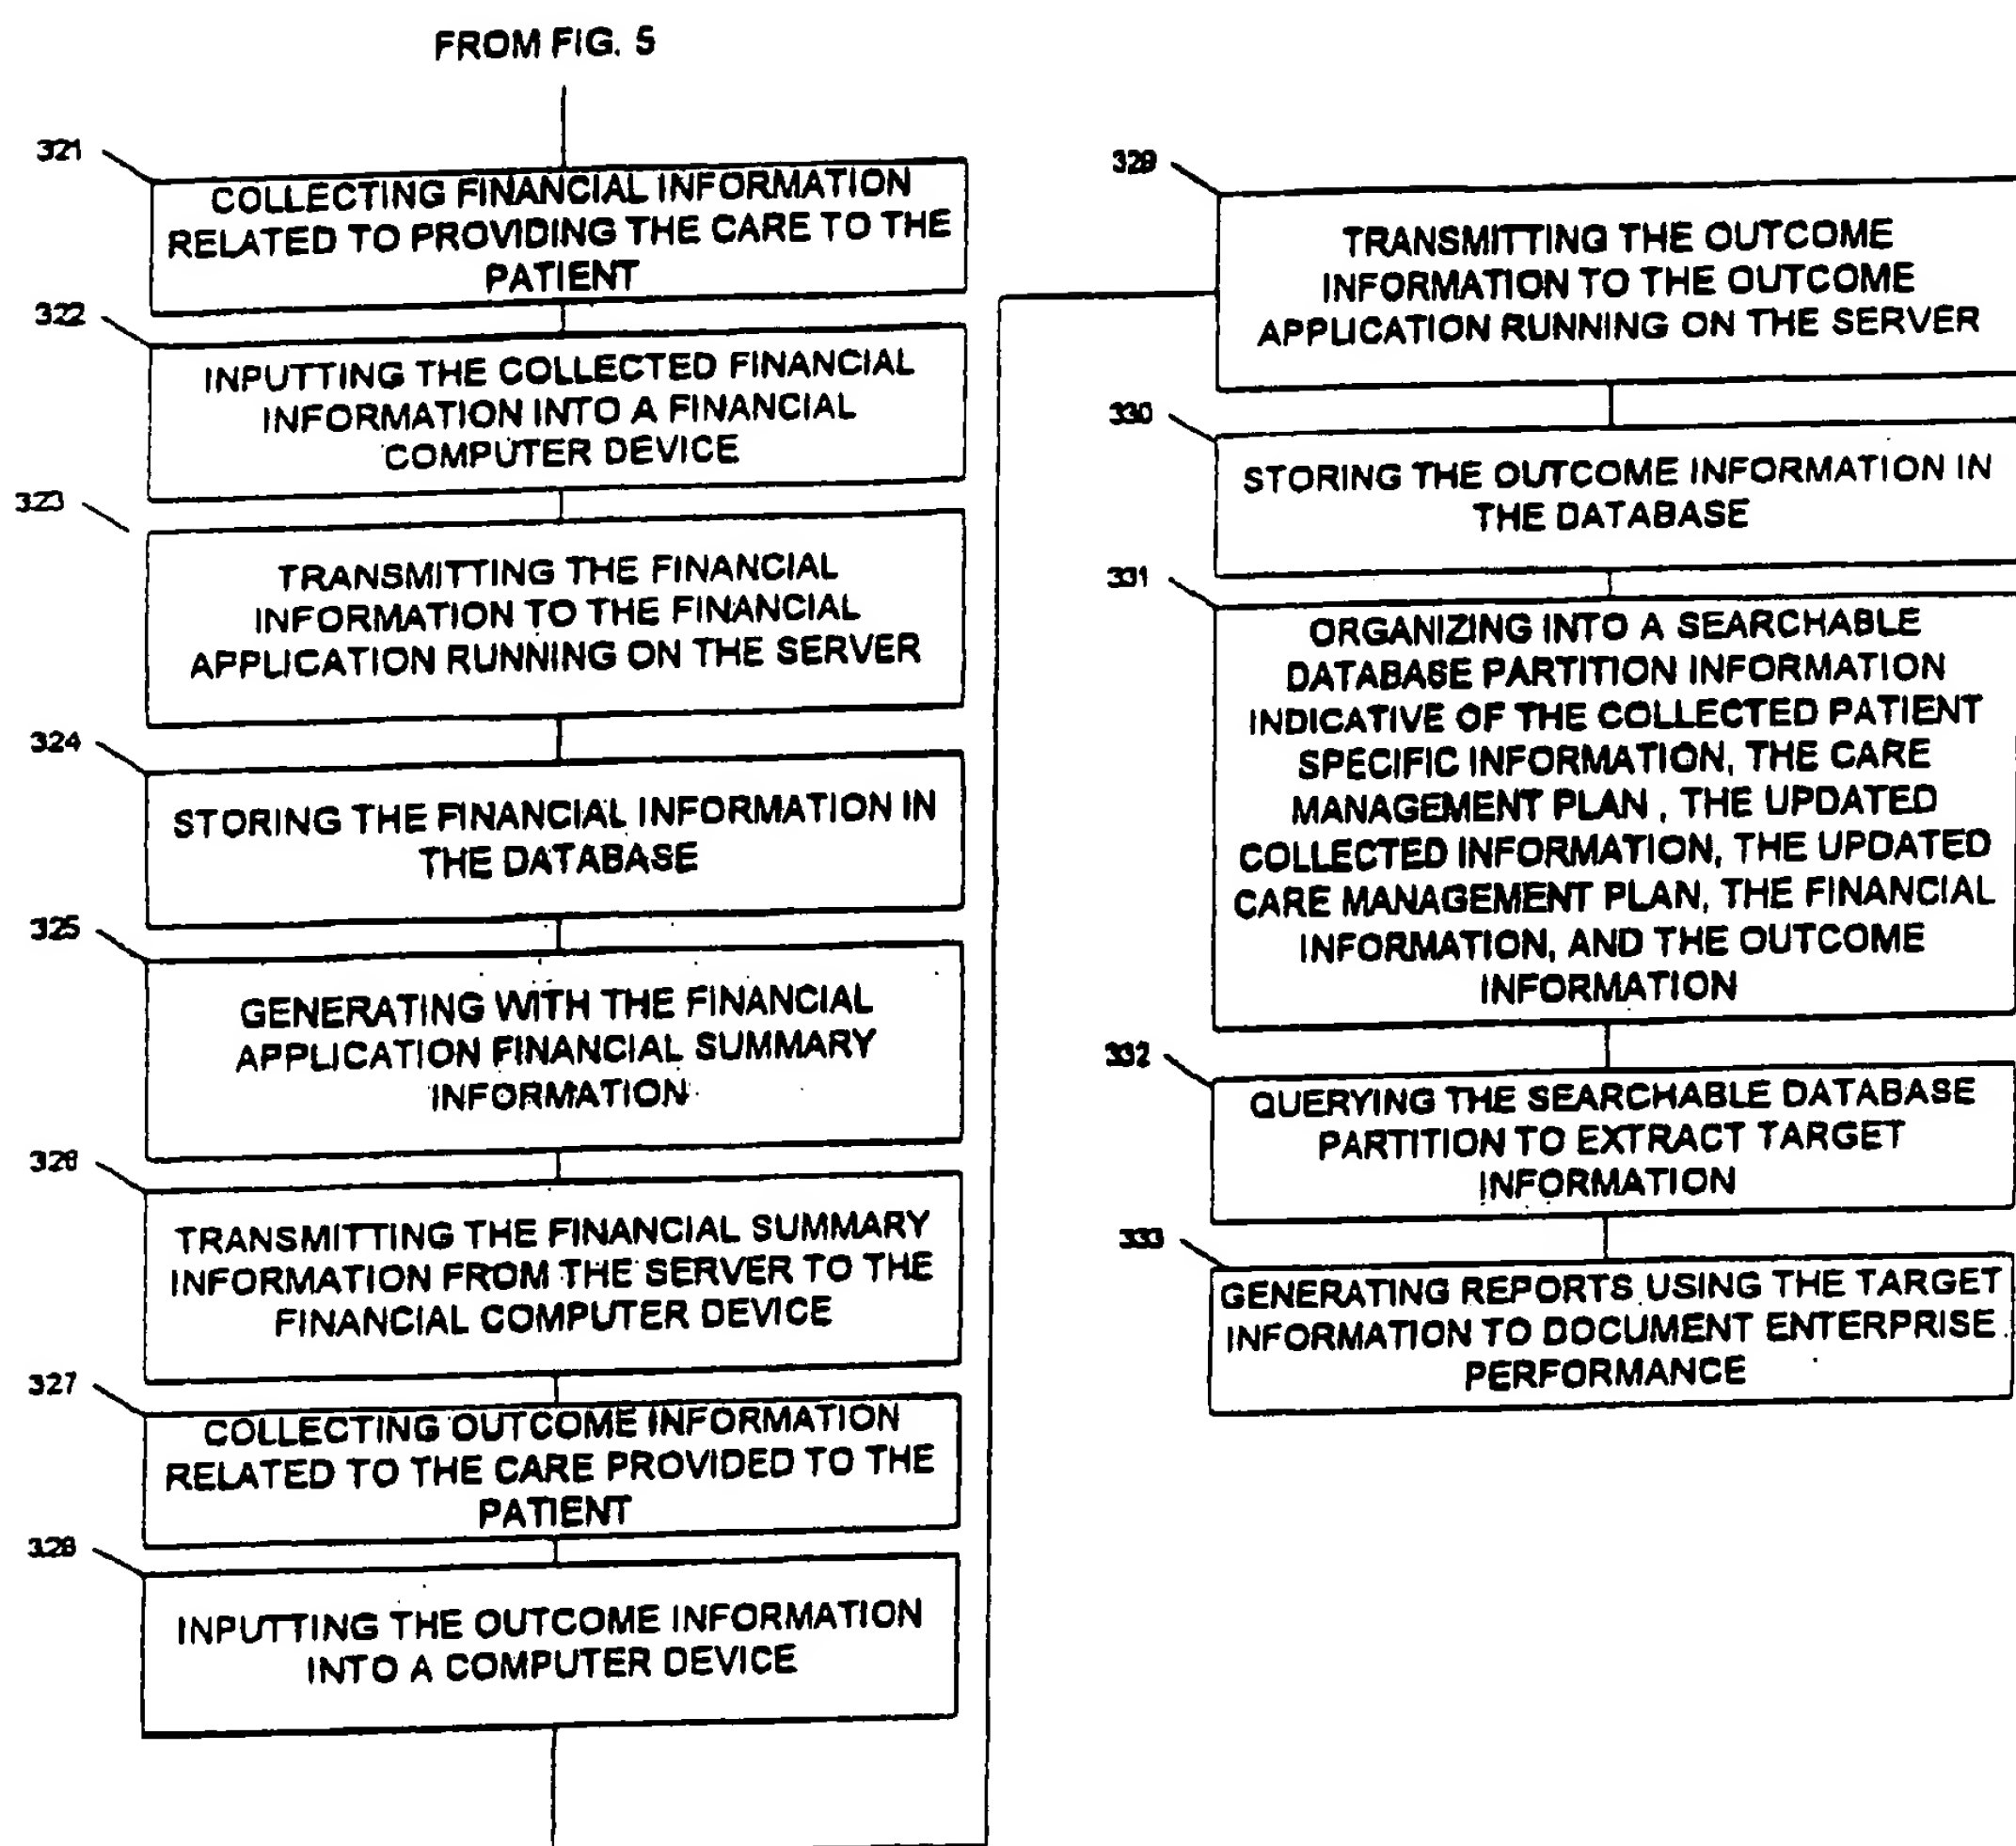 FROM FIG. 5
321
COLLECTING FINANCIAL INFORMATION
RELATED TO PROVIDING THE CARE TO THE
PATIENT
322
INPUTTING THE COLLECTED FINANCIAL
INFORMATION INTO A FINANCIAL
COMPUTER DEVICE
323
TRANSMITTING THE FINANCIAL
INFORMATION TO THE FINANCIAL
APPLICATION RUNNING ON THE SERVER
324
STORING THE FINANCIAL INFORMATION IN
THE DATABASE
325
GENERATING WITH THE FINANCIAL
APPLICATION FINANCIAL SUMMARY
INFORMATION
326
TRANSMITTING THE FINANCIAL SUMMARY
INFORMATION FROM THE SERVER TO THE
FINANCIAL COMPUTER DEVICE
327
COLLECTING OUTCOME INFORMATION
RELATED TO THE CARE PROVIDED TO THE
PATIENT
328
INPUTTING THE OUTCOME INFORMATION
INTO A COMPUTER DEVICE
329
TRANSMITTING THE OUTCOME
INFORMATION TO THE OUTCOME
APPLICATION RUNNING ON THE SERVER
330
STORING THE OUTCOME INFORMATION IN
THE DATABASE
331
ORGANIZING INTO A SEARCHABLE
DATABASE PARTITION INFORMATION
INDICATIVE OF THE COLLECTED PATIENT
SPECIFIC INFORMATION, THE CARE
MANAGEMENT PLAN , THE UPDATED
COLLECTED INFORMATION, THE UPDATED
CARE MANAGEMENT PLAN, THE FINANCIAL
INFORMATION, AND THE OUTCOME
INFORMATION
332
QUERYING THE SEARCHABLE DATABASE
PARTITION TO EXTRACT TARGET
INFORMATION
333
GENERATING REPORTS USING THE TARGET
INFORMATION TO DOCUMENT ENTERPRISE
PERFORMANCE